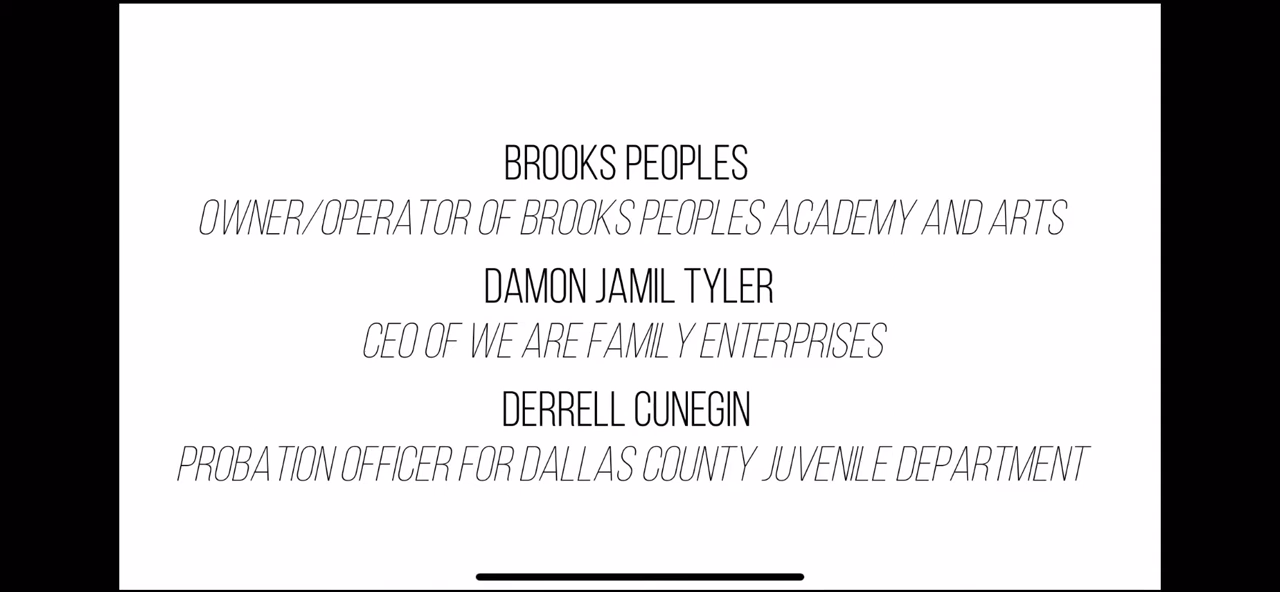 BROOKS PEOPLES
OWNER/OPERATOR OF BROOKS PEOPLES ACADEMY AND ARTS
DAMON JAMIL TYLER
CEO OF WE ARE FAMILY ENTERPRISES
DERRELL CUNEGIN
PROBATION OFFICER FOR DALLAS COUNTY JUVENILE DEPARTMENT